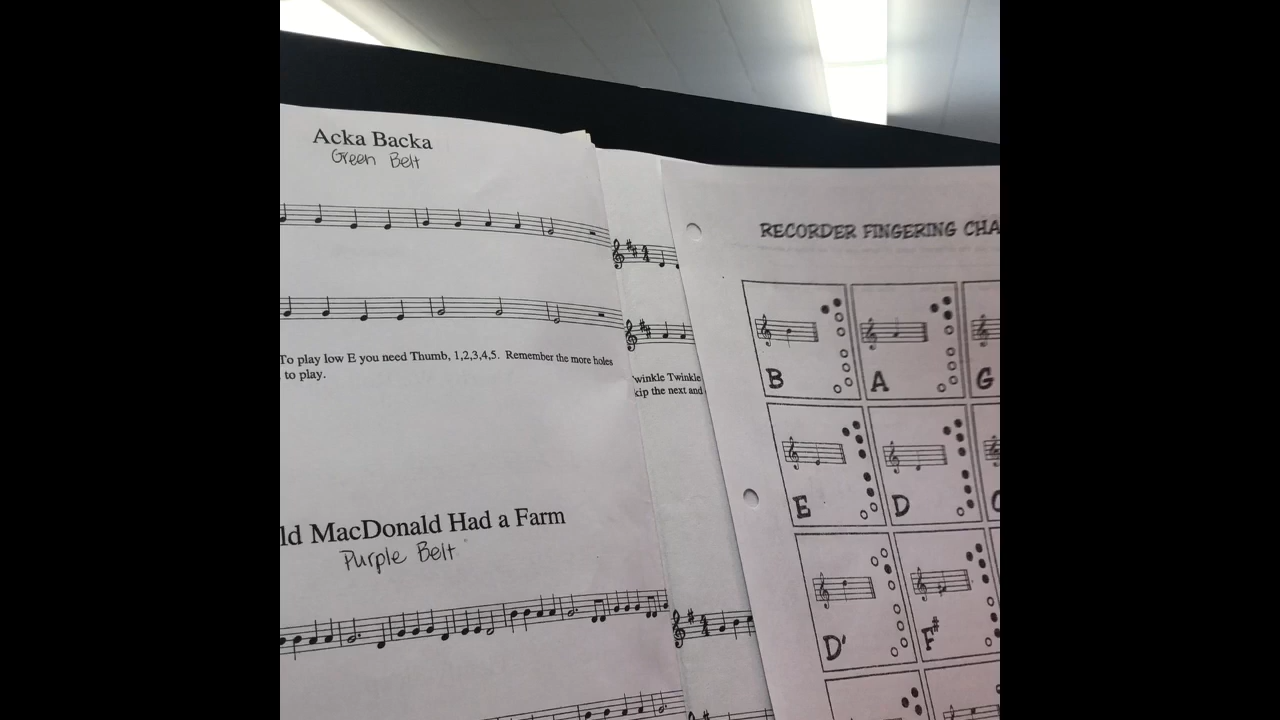 Acka Backa
Green Belt
To play low E you need Thumb, 1,2,3,4,5. Remember the more holes
to play.
ld MacDonald Had a Farm
Purple Belt
winkle Twinkle
kip the next and
RECORDER FINGERING CHA
B
A
G
E
D
C
D'
F#